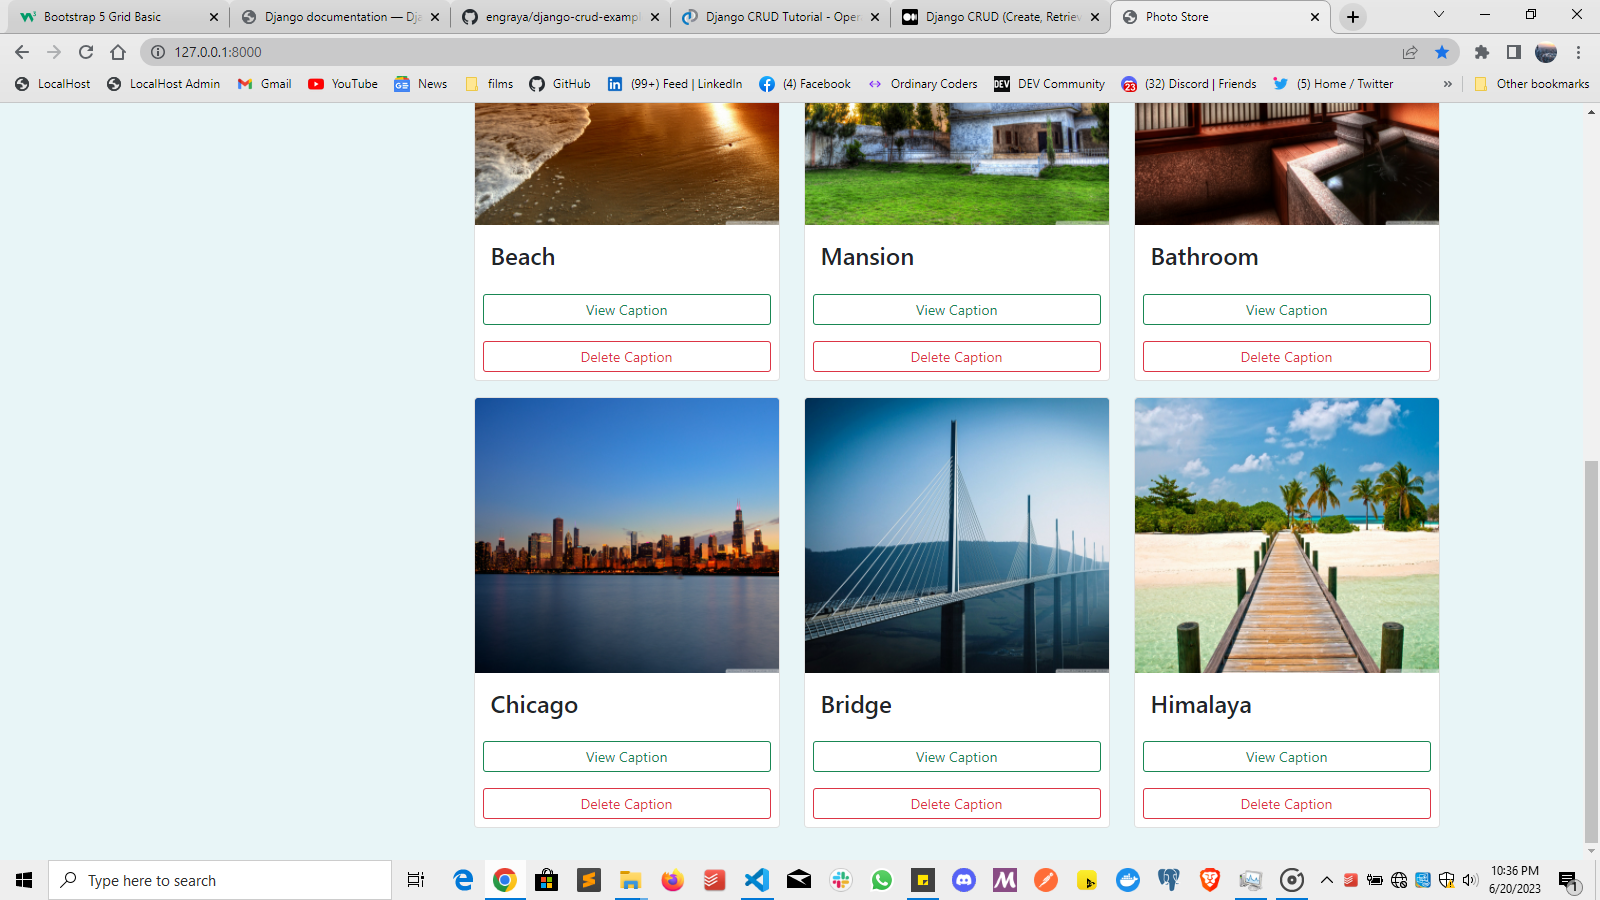 Bootstrap 5 Grid Basic
Django documentation — Dja
engraya/django-crud-exampl
Django CRUD Tutorial - Oper
Django CRUD (Create, Retriev
Photo Store
127.0.0.1:8000
LocalHost
LocalHost Admin
Gmail
YouTube
News
films
GitHub
(99+) Feed | LinkedIn
(4) Facebook
Ordinary Coders
DEV
DEV Community
23
(32) Discord | Friends
(5) Home / Twitter
»
Other bookmarks
Beach
Mansion
Bathroom
View Caption
View Caption
View Caption
Delete Caption
Delete Caption
Delete Caption
Chicago
Bridge
Himalaya
View Caption
View Caption
View Caption
Delete Caption
Delete Caption
Delete Caption
Type here to search
10:36 PM
6/20/2023
1